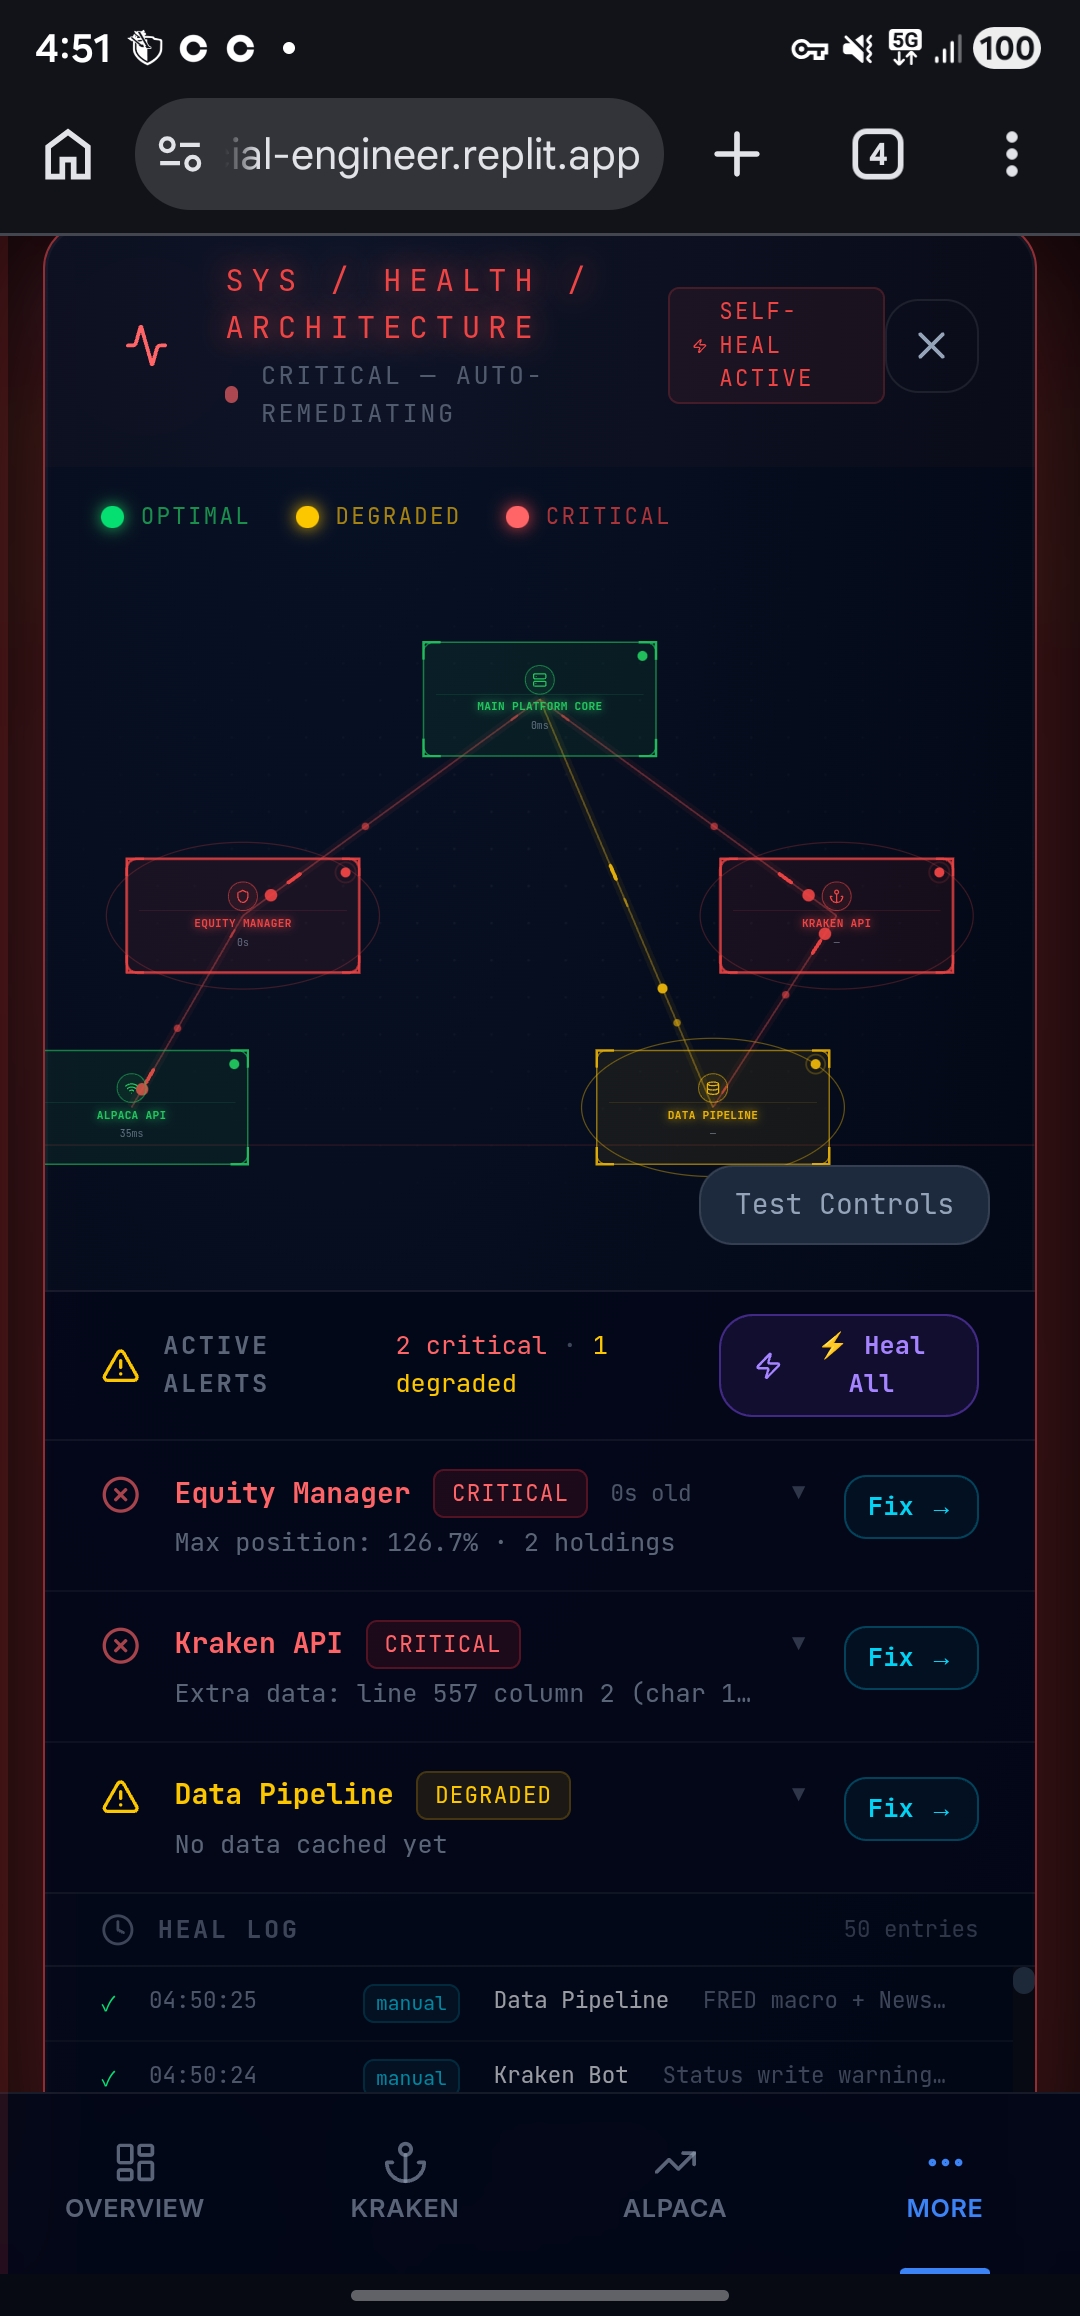 4:51
5G
100
ial-engineer.replit.app
4
SYS / HEALTH /
ARCHITECTURE
CRITICAL — AUTO-
REMEDIATING
SELF-
HEAL
ACTIVE
OPTIMAL
DEGRADED
CRITICAL
MAIN PLATFORM CORE
0ms
EQUITY MANAGER
0s
KRAKEN API
—
ALPACA API
35ms
DATA PIPELINE
—
Test Controls
ACTIVE
ALERTS
2 critical · 1
degraded
⚡ Heal
All
Equity Manager
CRITICAL
0s old
▼
Fix →
Max position: 126.7% · 2 holdings
Kraken API
CRITICAL
▼
Fix →
Extra data: line 557 column 2 (char 1…
Data Pipeline
DEGRADED
▼
Fix →
No data cached yet
HEAL LOG
50 entries
✓ 04:50:25 manual Data Pipeline FRED macro + News…
✓ 04:50:24 manual Kraken Bot Status write warning…
OVERVIEW
KRAKEN
ALPACA
MORE